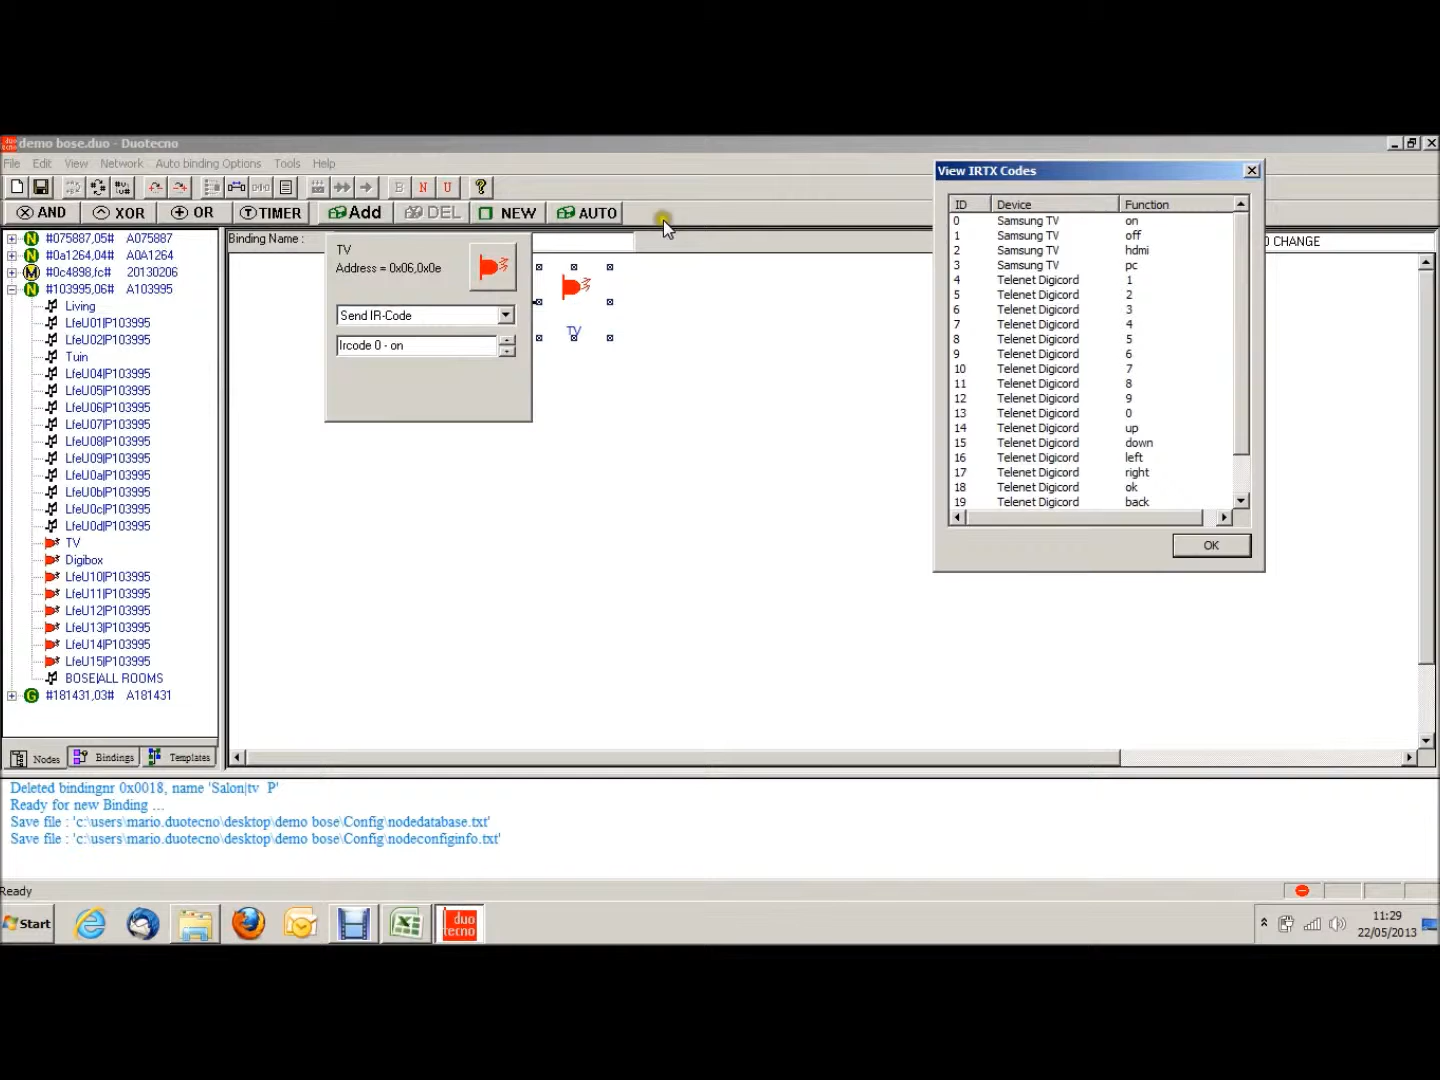 demo bose.duo - Duotecno
File Edit View Network Auto binding Options Tools Help
B N U ?
AND XOR OR TIMER Add DEL NEW AUTO
#075887,05# A075887
#0a1264,04# A0A1264
#0c4898,fc# 20130206
#103995,06# A103995
Living
LfeU01|P103995
LfeU02|P103995
Tuin
LfeU04|P103995
LfeU05|P103995
LfeU06|P103995
LfeU07|P103995
LfeU08|P103995
LfeU09|P103995
LfeU0a|P103995
LfeU0b|P103995
LfeU0c|P103995
LfeU0d|P103995
TV
Digibox
LfeU10|P103995
LfeU11|P103995
LfeU12|P103995
LfeU13|P103995
LfeU14|P103995
LfeU15|P103995
BOSE|ALL ROOMS
#181431,03# A181431
Nodes Bindings Templates
Binding Name :
TV
Address = 0x06,0x0e
Send IR-Code
Ircode 0 - on
TV
CHANGE
View IRTX Codes
ID Device Function
0 Samsung TV on
1 Samsung TV off
2 Samsung TV hdmi
3 Samsung TV pc
4 Telenet Digicord 1
5 Telenet Digicord 2
6 Telenet Digicord 3
7 Telenet Digicord 4
8 Telenet Digicord 5
9 Telenet Digicord 6
10 Telenet Digicord 7
11 Telenet Digicord 8
12 Telenet Digicord 9
13 Telenet Digicord 0
14 Telenet Digicord up
15 Telenet Digicord down
16 Telenet Digicord left
17 Telenet Digicord right
18 Telenet Digicord ok
19 Telenet Digicord back
OK
Deleted bindingnr 0x0018, name 'Salon|tv P'
Ready for new Binding ...
Save file : 'c:\users\mario.duotecno\desktop\demo bose\Config\nodedatabase.txt'
Save file : 'c:\users\mario.duotecno\desktop\demo bose\Config\nodeconfiginfo.txt'
Ready
Start
duo
tecno
11:29
22/05/2013